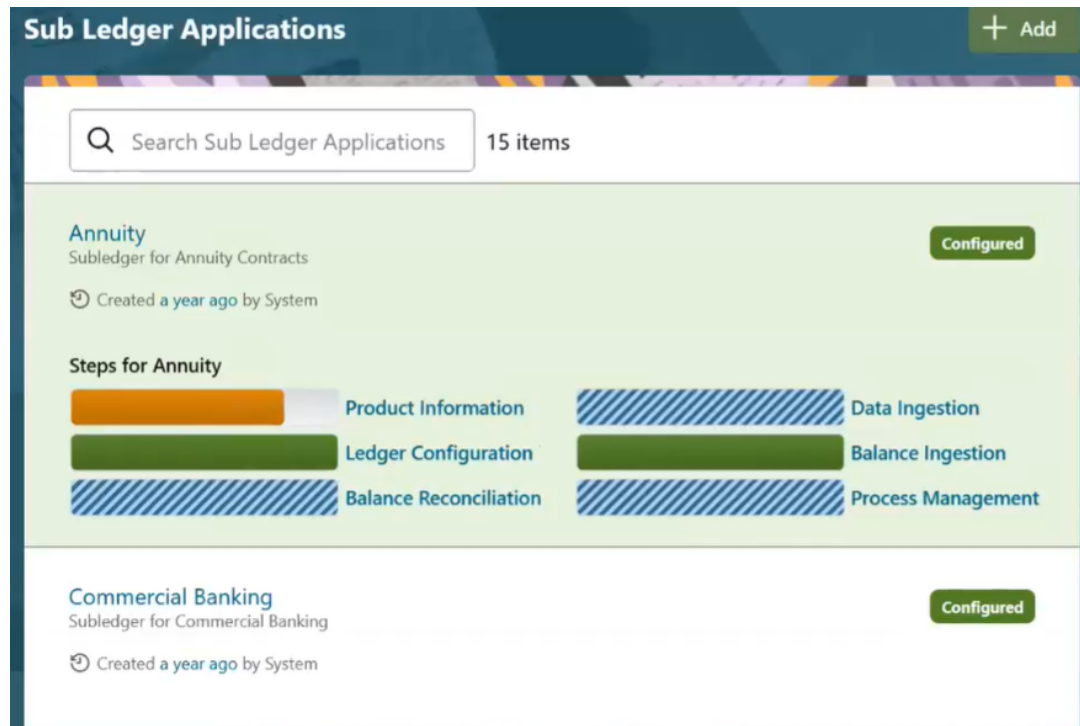 Sub Ledger Applications
+ Add
Search Sub Ledger Applications 15 items
Annuity
Configured
Subledger for Annuity Contracts
Created a year ago by System
Steps for Annuity
Product Information Data Ingestion
Ledger Configuration Balance Ingestion
Balance Reconciliation Process Management
Commercial Banking
Configured
Subledger for Commercial Banking
Created a year ago by System